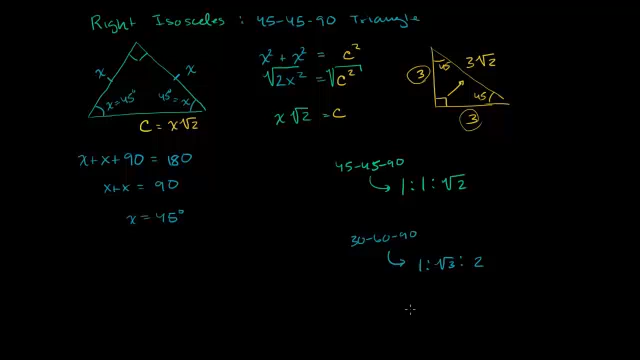 Right Isosceles : 45-45-90 Triangle
x
x
x=45°
45°=x
C = x√2
x+x+90 = 180
x+x = 90
x = 45°
x² + x² = c²
√2x² = √c²
x√2 = c
45
3√2
3
45
3
45-45-90
1 : 1 : √2
30-60-90
1 : √3 : 2